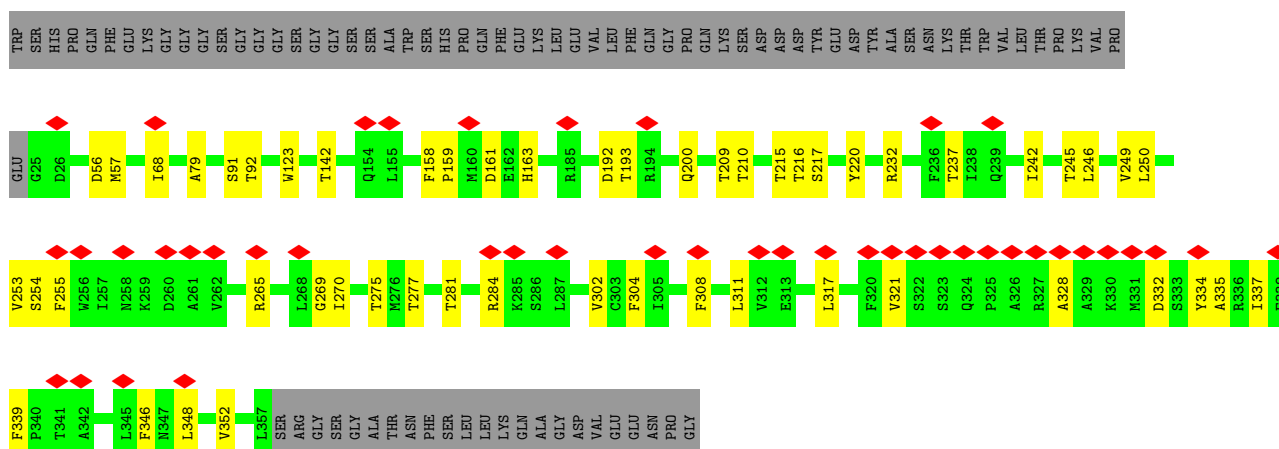 TRP SER HIS PRO GLN PHE GLU LYS GLY GLY GLY SER GLY GLY GLY SER GLY GLY SER SER ALA TRP SER HIS PRO GLN PHE GLU LYS LEU GLU VAL LEU PHE GLN GLY PRO GLN LYS SER ASP ASP ASP TYR GLU ASP TYR ALA SER ASN LYS THR TRP VAL LEU THR PRO LYS VAL PRO
GLU G25 D26 D56 M57 I68 A79 S91 T92 W123 T142 Q154 L155 F158 P159 M160 D161 E162 H163 R185 D192 T193 R194 Q200 T209 T210 T215 T216 S217 Y220 R232 F236 T237 I238 Q239 I242 T245 L246 V249 L250
V253 S254 F255 W256 I257 N258 K259 D260 A261 V262 R265 L268 G269 I270 T275 M276 T277 T281 R284 K285 S286 L287 V302 C303 F304 I305 F308 L311 V312 E313 L317 F320 V321 S322 S323 Q324 P325 A326 R327 A328 A329 K330 M331 D332 S333 Y334 A335 R336 I337
F339 P340 T341 A342 L345 F346 N347 L348 V352 L357 SER ARG GLY SER GLY ALA THR ASN PHE SER LEU LEU LYS GLN ALA GLY ASP VAL GLU GLU ASN PRO GLY